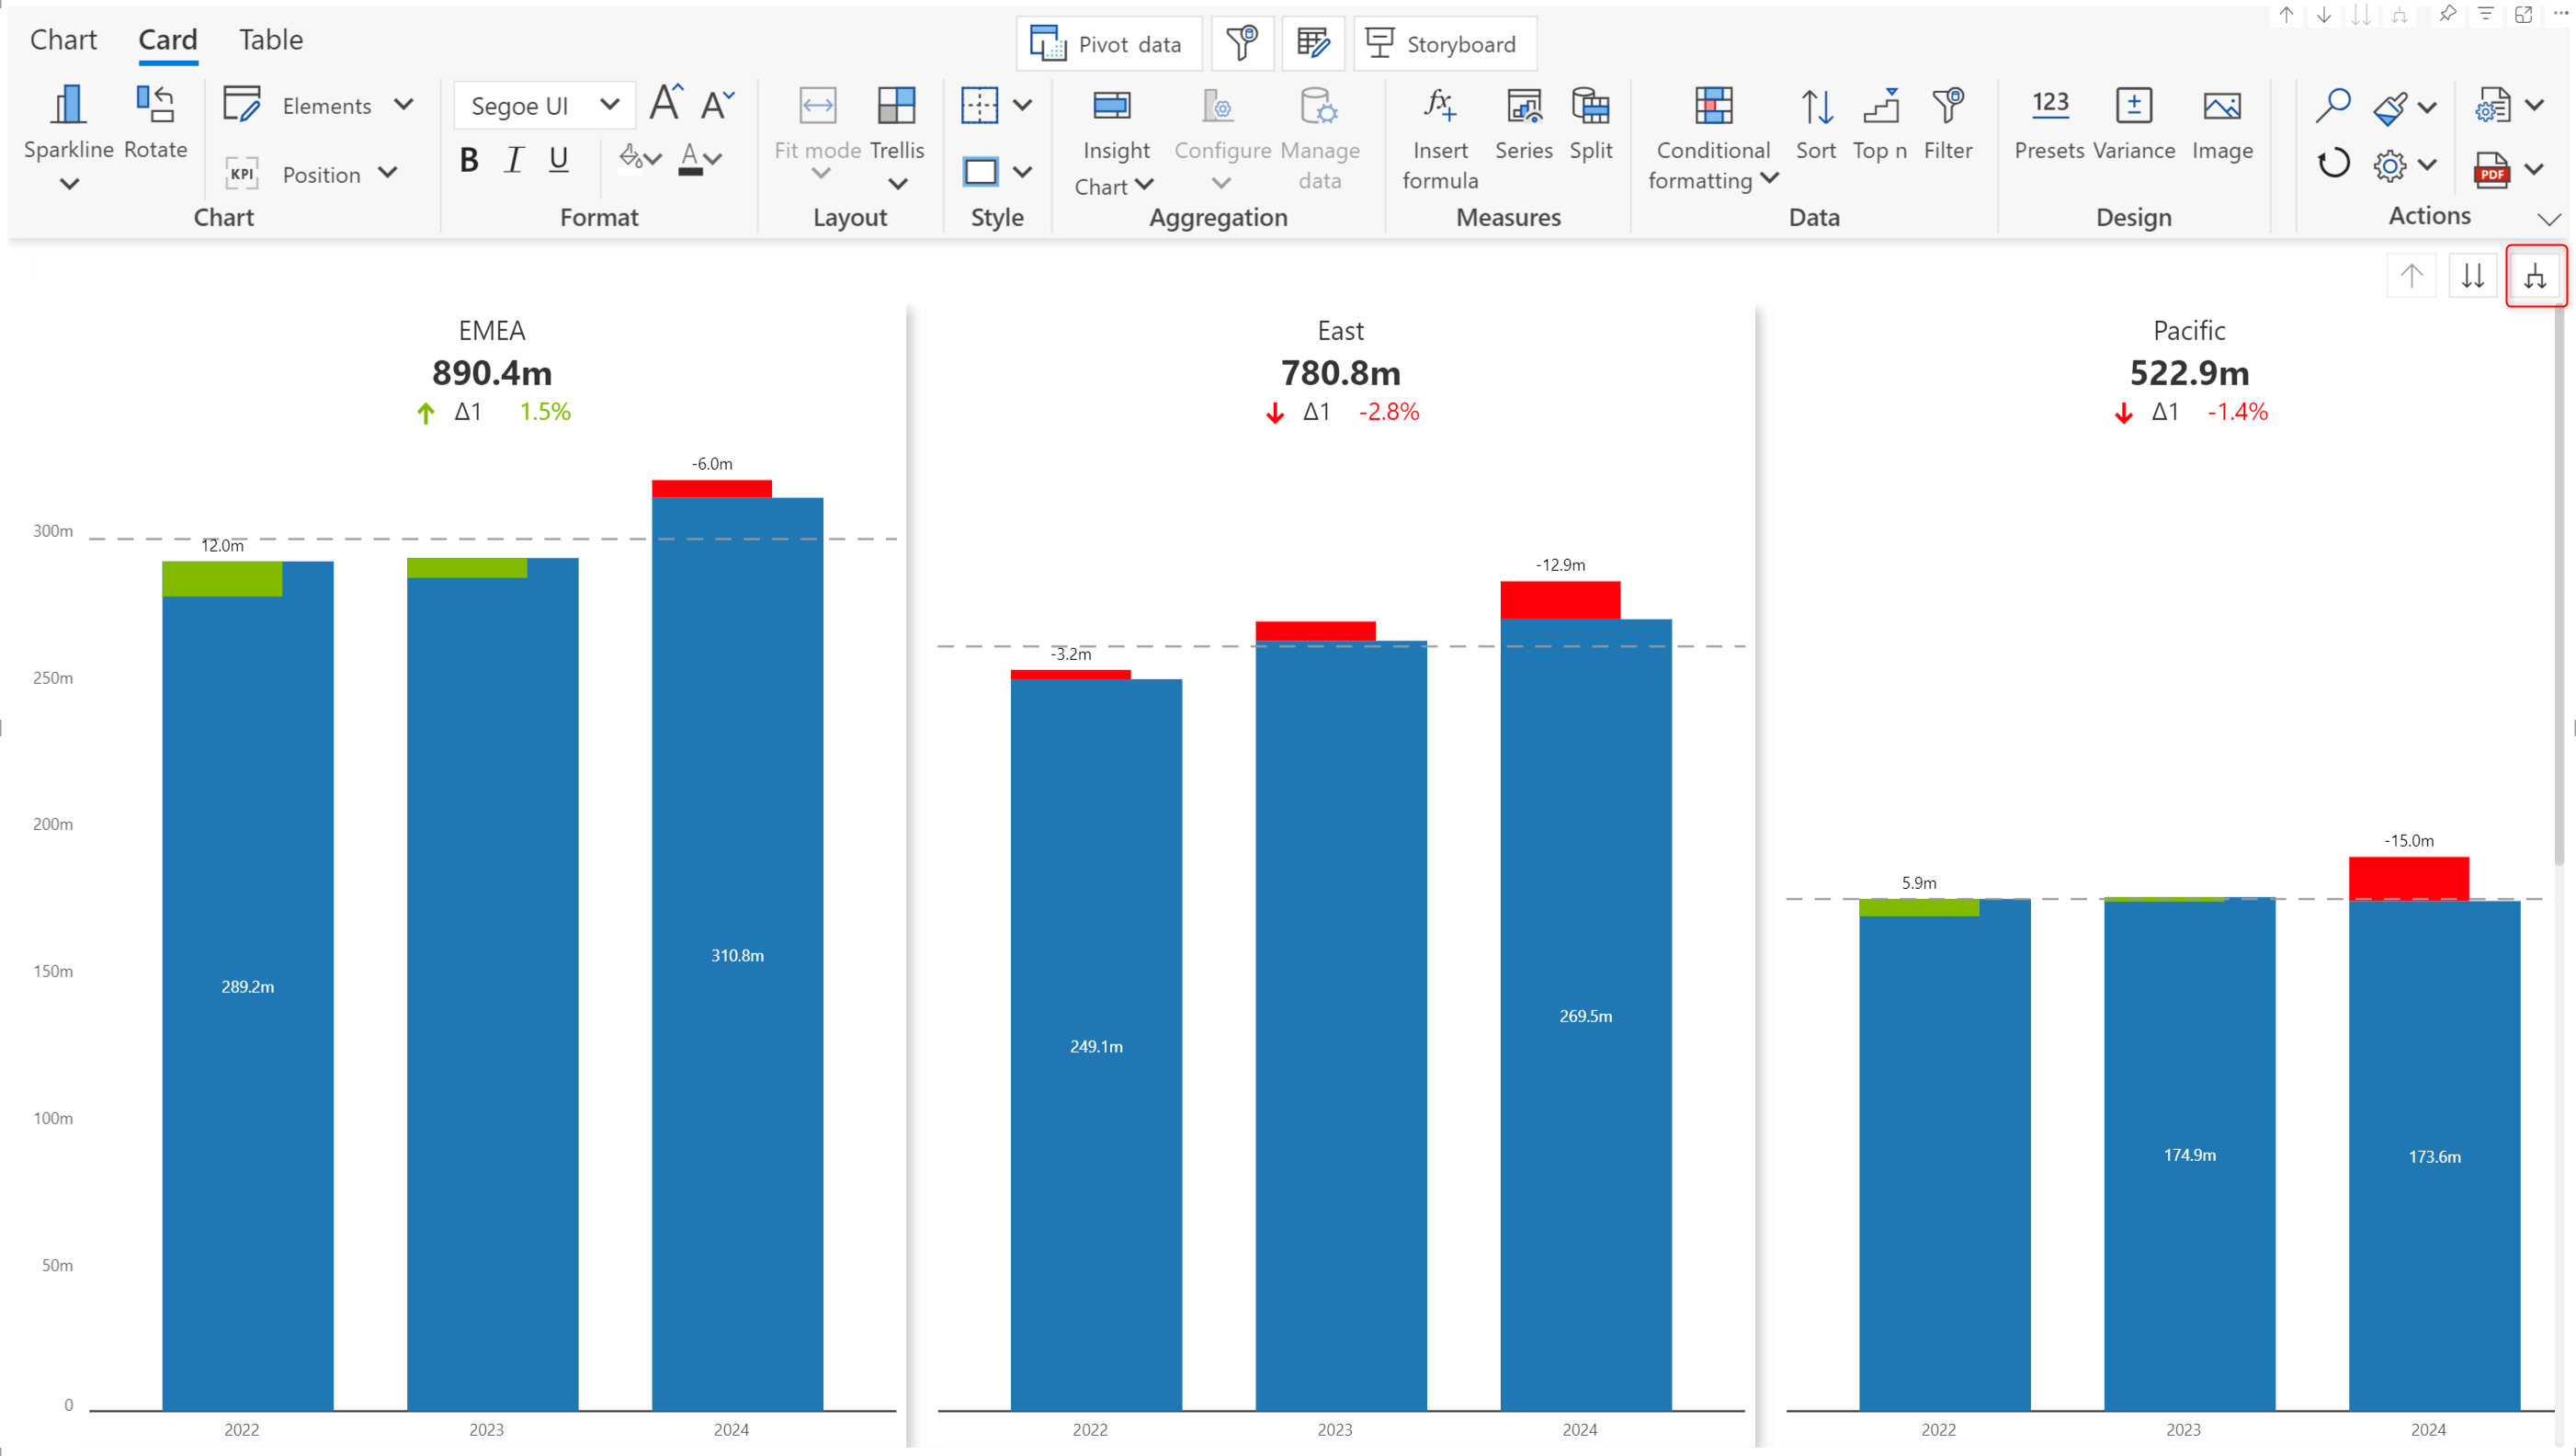 Chart Card Table
Pivot data Storyboard
Sparkline Rotate
Elements
KPI Position
Chart
Segoe UI A A
B I U A
Format
Fit mode Trellis
Layout
Style
Insight Chart
Configure
Manage data
Aggregation
fx Insert formula
Series
Split
Measures
Conditional formatting
Sort
Top n
Filter
Data
123 Presets
Variance
Image
Design
PDF
Actions
EMEA
890.4m
Δ1 1.5%
East
780.8m
Δ1 -2.8%
Pacific
522.9m
Δ1 -1.4%
300m
250m
200m
150m
100m
50m
0
12.0m
-6.0m
289.2m
310.8m
2022 2023 2024
-3.2m
-12.9m
249.1m
269.5m
2022 2023 2024
5.9m
-15.0m
174.9m
173.6m
2022 2023 2024